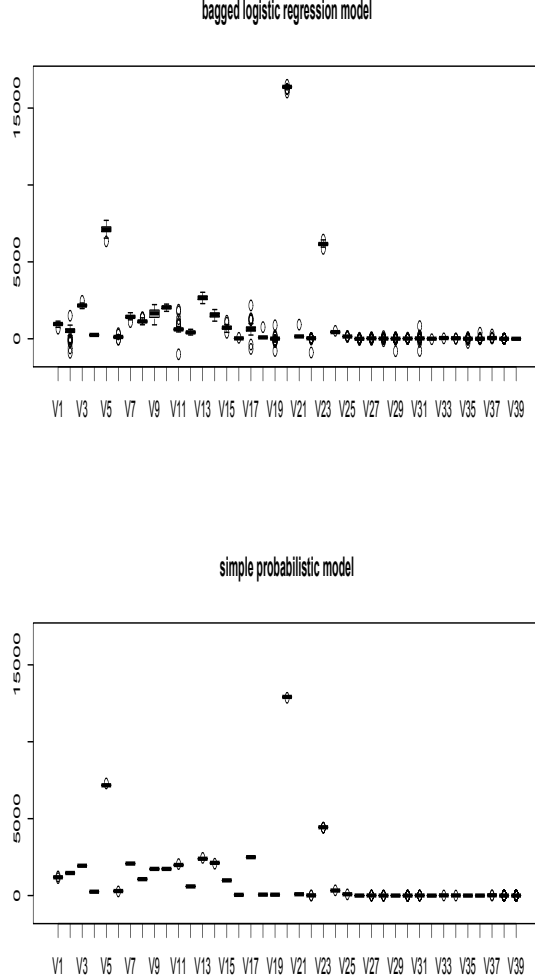 bagged logistic regression model
15000
5000
0
V1 V3 V5 V7 V9 V11 V13 V15 V17 V19 V21 V23 V25 V27 V29 V31 V33 V35 V37 V39
simple probabilistic model
15000
5000
0
V1 V3 V5 V7 V9 V11 V13 V15 V17 V19 V21 V23 V25 V27 V29 V31 V33 V35 V37 V39